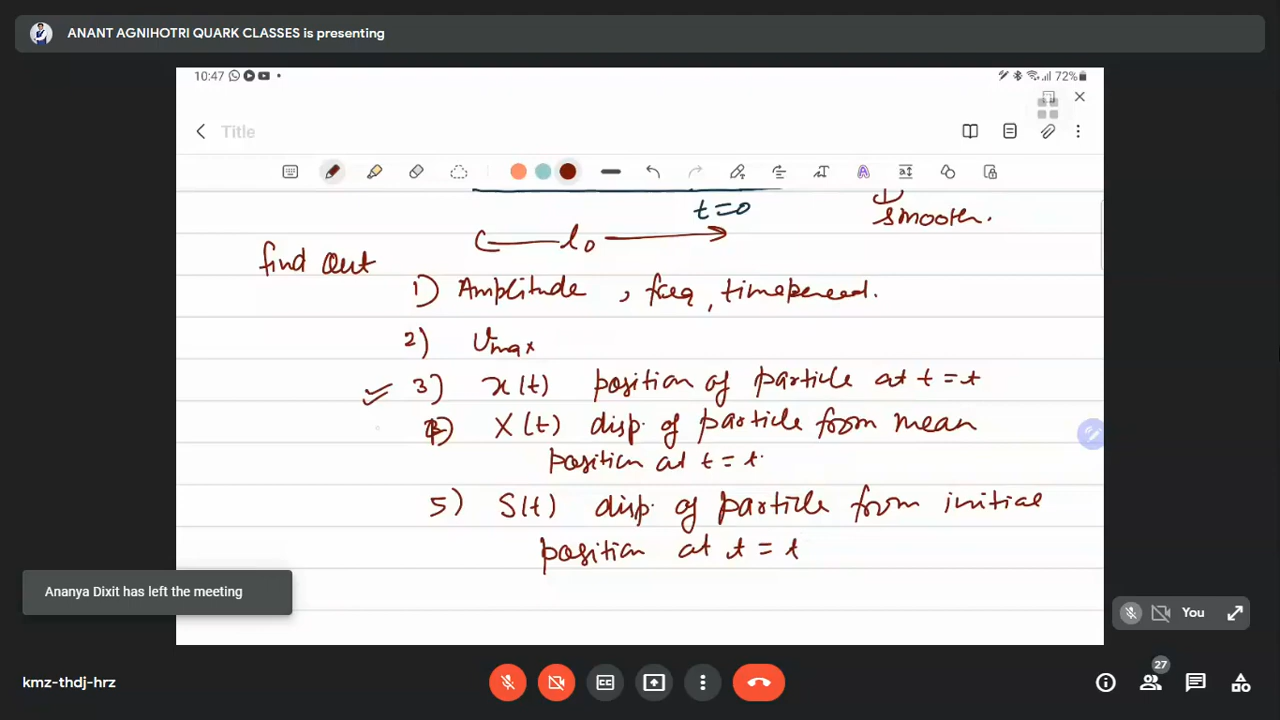 ANANT AGNIHOTRI QUARK CLASSES is presenting
10:47
72%
Title
t=0
smooth.
l0
find out
1) Amplitude, freq, timepereod.
2) Vmax
3) x(t) position of particle at t=t
X(t) disp. of particle from mean
position at t=t.
5) S(t) disp. of particle from initial
position at t=t
Ananya Dixit has left the meeting
You
kmz-thdj-hrz
27